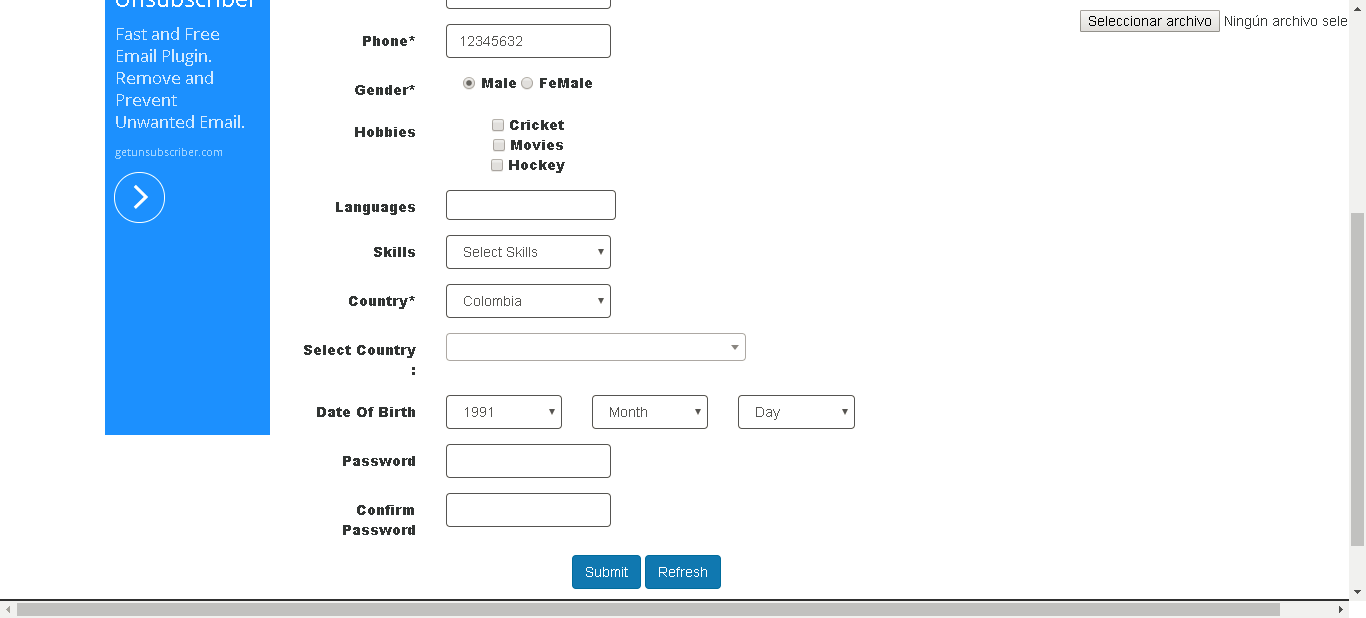 Unsubscriber
Fast and Free
Email Plugin.
Remove and
Prevent
Unwanted Email.
getunsubscriber.com
Seleccionar archivo Ningún archivo sele
Phone* 12345632
Gender* Male FeMale
Hobbies Cricket
Movies
Hockey
Languages
Skills Select Skills
Country* Colombia
Select Country
:
Date Of Birth 1991 Month Day
Password
Confirm
Password
Submit Refresh